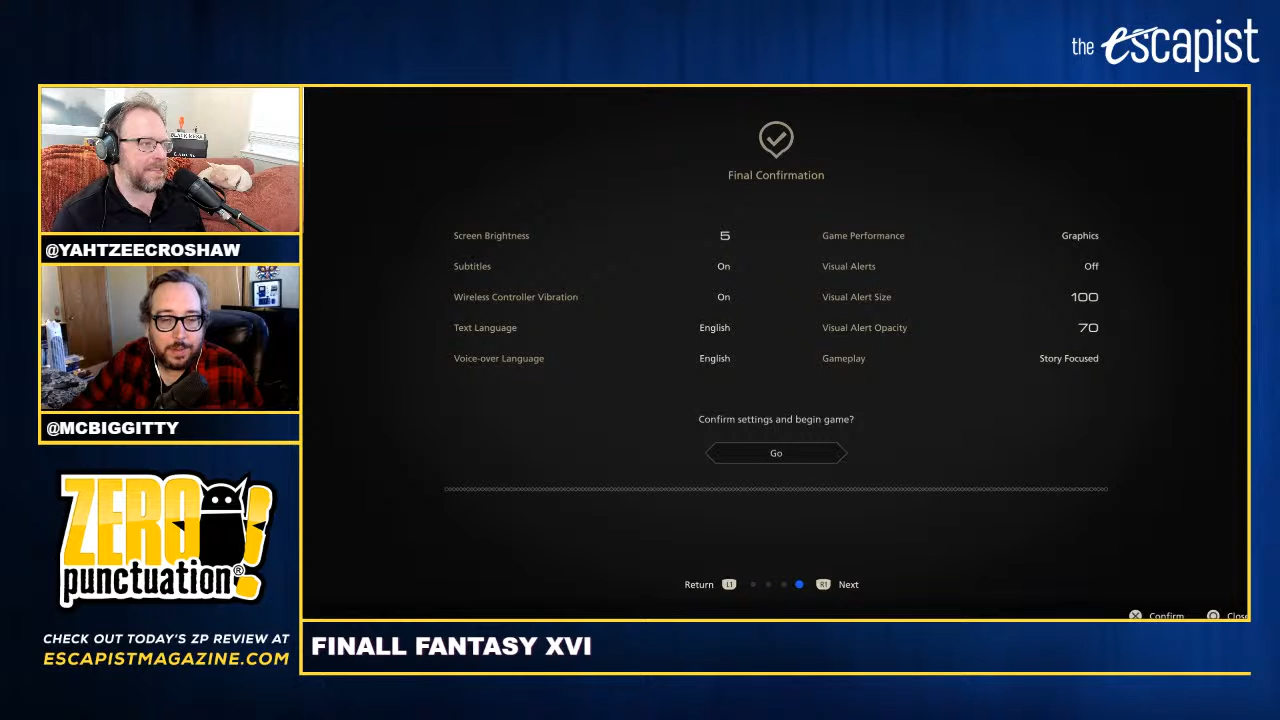 the escapist
@YAHTZEECROSHAW
@MCBIGGITTY
ZERO
punctuation®
CHECK OUT TODAY'S ZP REVIEW AT
ESCAPISTMAGAZINE.COM
Final Confirmation
Screen Brightness 5 Game Performance Graphics
Subtitles On Visual Alerts Off
Wireless Controller Vibration On Visual Alert Size 100
Text Language English Visual Alert Opacity 70
Voice-over Language English Gameplay Story Focused
Confirm settings and begin game?
Go
Return L1 R1 Next
Confirm Close
FINALL FANTASY XVI